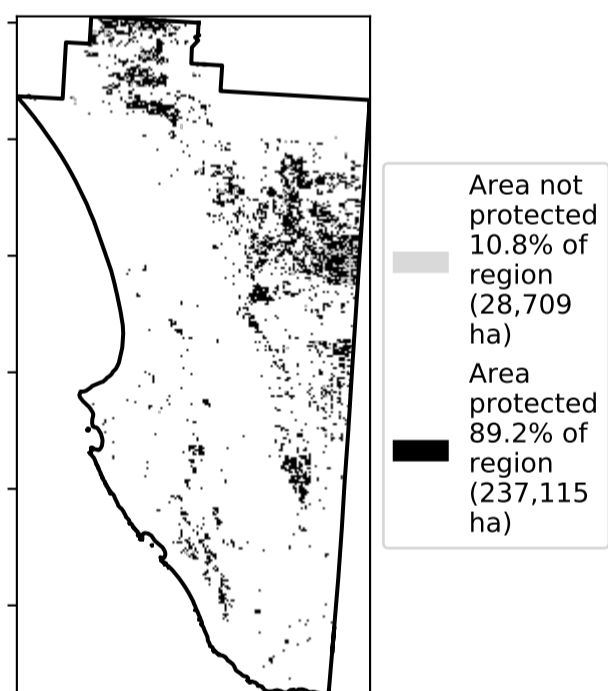 Area not
protected
10.8% of
region
(28,709
ha)
Area
protected
89.2% of
region
(237,115
ha)